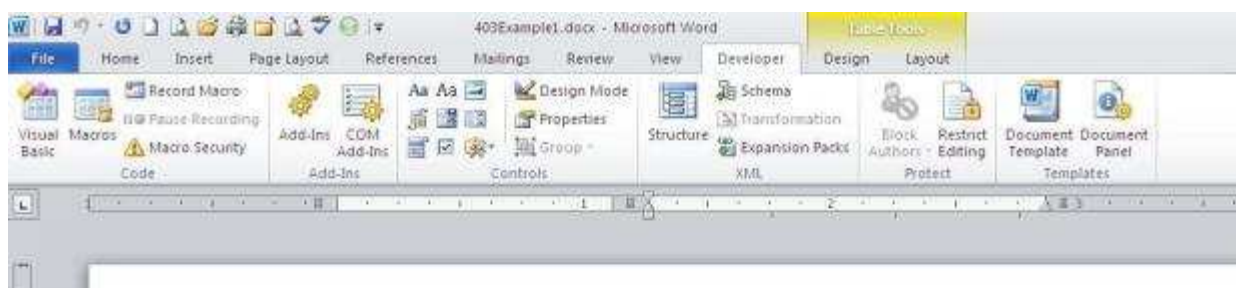 403Example1.docx - Microsoft Word
Table Tools
File Home Insert Page Layout References Mailings Review View Developer Design Layout
Visual Basic
Macros
Record Macro
Pause Recording
Macro Security
Code
Add-Ins
COM Add-Ins
Add-Ins
Aa Aa
Design Mode
Properties
Group
Controls
Structure
Schema
Transformation
Expansion Packs
XML
Block Authors
Restrict Editing
Protect
Document Template
Document Panel
Templates
1 2 3